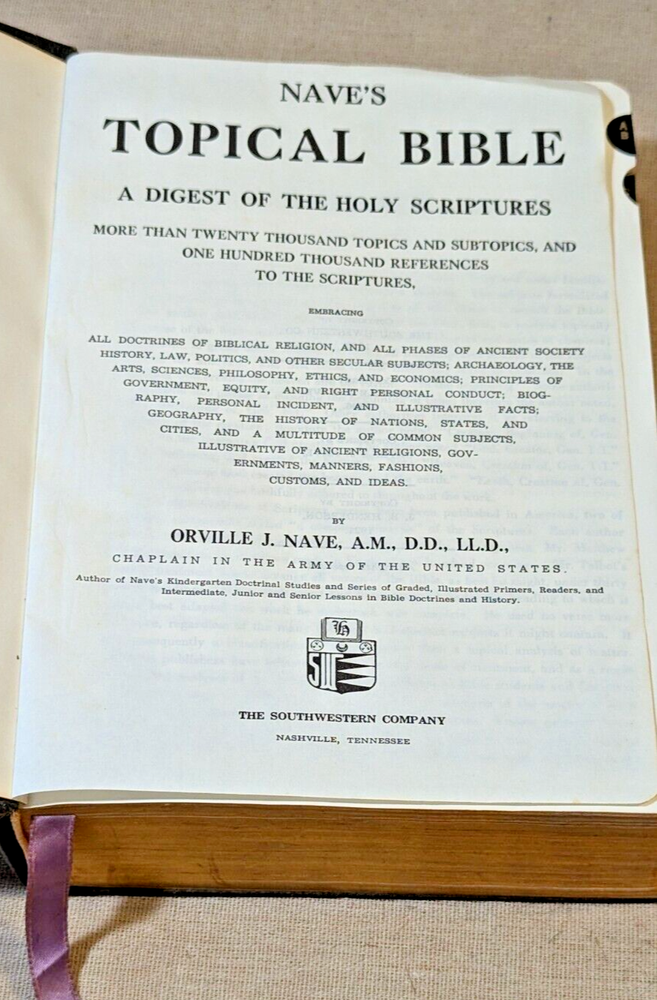 NAVE'S
TOPICAL BIBLE
A DIGEST OF THE HOLY SCRIPTURES
MORE THAN TWENTY THOUSAND TOPICS AND SUBTOPICS, AND
ONE HUNDRED THOUSAND REFERENCES
TO THE SCRIPTURES,
EMBRACING
ALL DOCTRINES OF BIBLICAL RELIGION, AND ALL PHASES OF ANCIENT SOCIETY
HISTORY, LAW, POLITICS, AND OTHER SECULAR SUBJECTS; ARCHAEOLOGY, THE
ARTS, SCIENCES, PHILOSOPHY, ETHICS, AND ECONOMICS; PRINCIPLES OF
GOVERNMENT, EQUITY, AND RIGHT PERSONAL CONDUCT; BIOG-
RAPHY, PERSONAL INCIDENT, AND ILLUSTRATIVE FACTS;
GEOGRAPHY, THE HISTORY OF NATIONS, STATES, AND
CITIES, AND A MULTITUDE OF COMMON SUBJECTS,
ILLUSTRATIVE OF ANCIENT RELIGIONS, GOV-
ERNMENTS, MANNERS, FASHIONS,
CUSTOMS, AND IDEAS.
BY
ORVILLE J. NAVE, A.M., D.D., LL.D.,
CHAPLAIN IN THE ARMY OF THE UNITED STATES.
Author of Nave's Kindergarten Doctrinal Studies and Series of Graded, Illustrated Primers, Readers, and
Intermediate, Junior and Senior Lessons in Bible Doctrines and History.
THE SOUTHWESTERN COMPANY
NASHVILLE, TENNESSEE
A
B